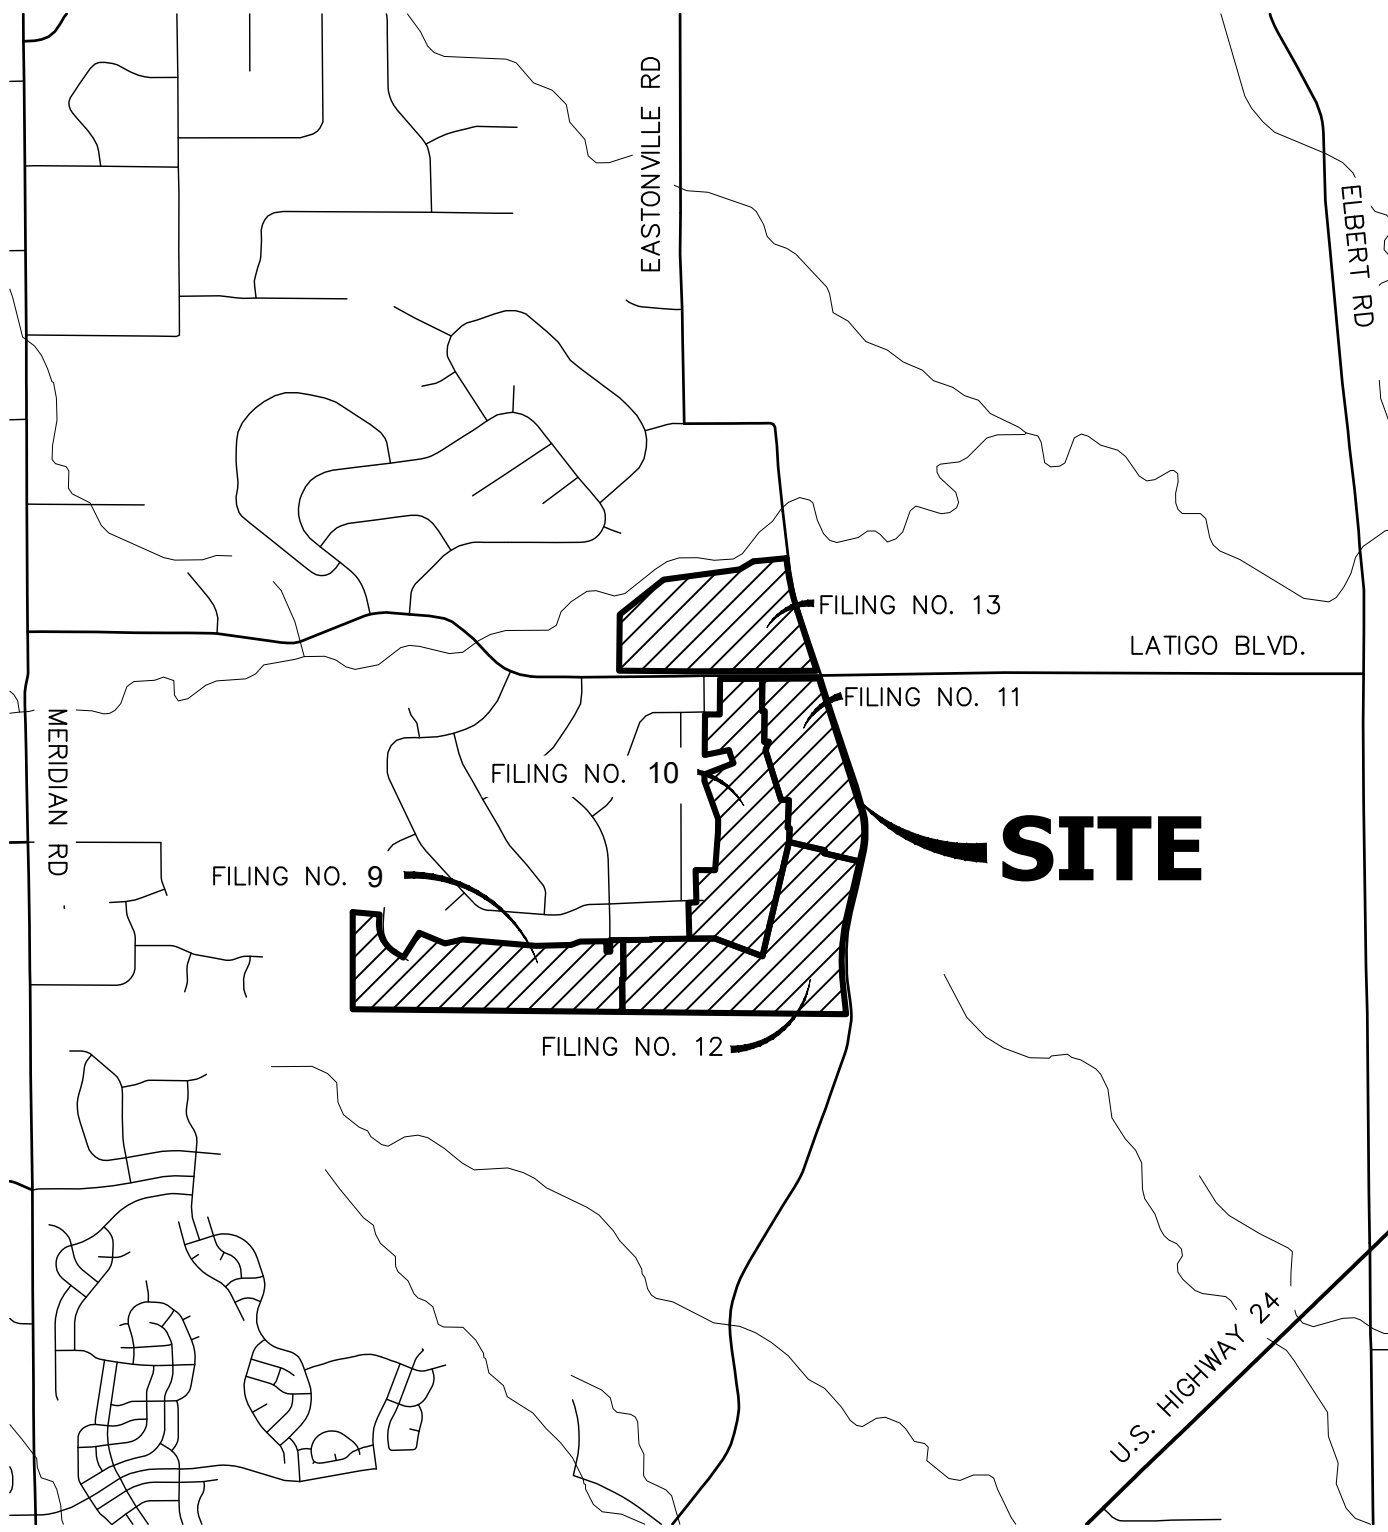 EASTONVILLE RD
ELBERT RD
FILING NO. 13
LATIGO BLVD.
FILING NO. 11
MERIDIAN RD
FILING NO. 10
SITE
FILING NO. 9
FILING NO. 12
U.S. HIGHWAY 24